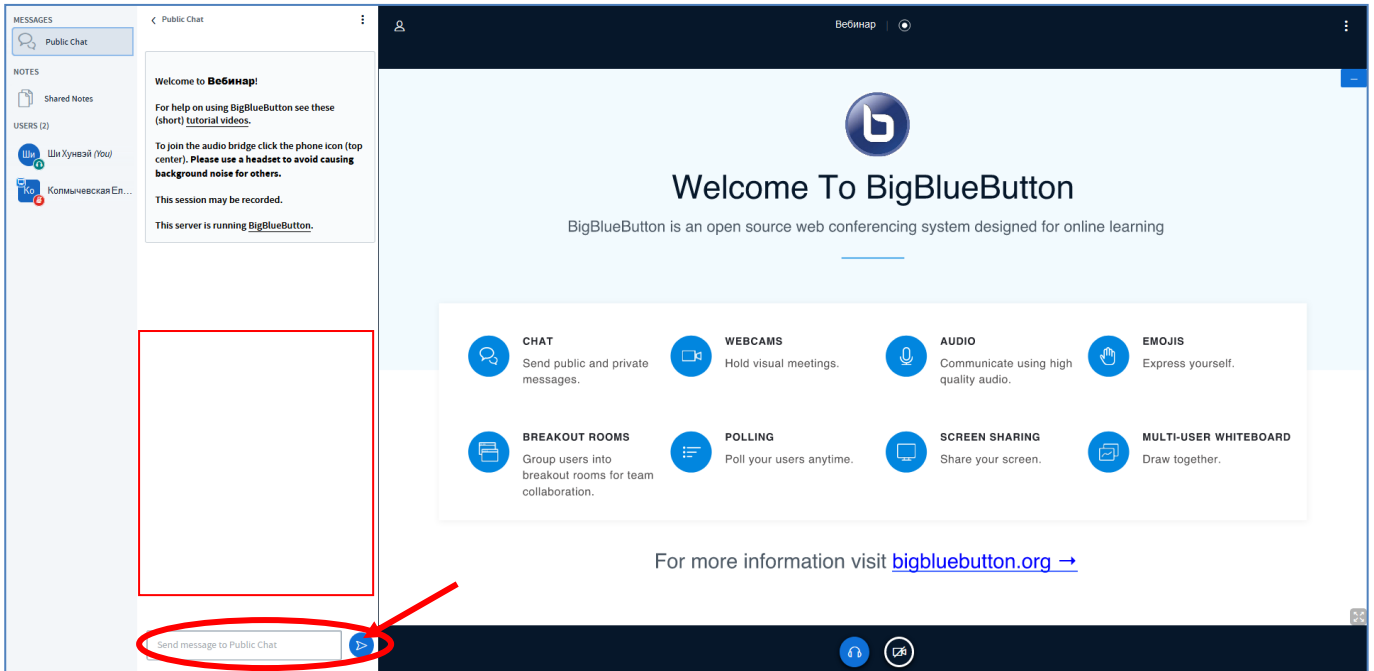 MESSAGES
Public Chat
NOTES
Shared Notes
USERS (2)
Ши
Ши Хунвэй (You)
Ко
Колмычевская Ел...
Public Chat
Welcome to Вебинар!
For help on using BigBlueButton see these
(short) tutorial videos.
To join the audio bridge click the phone icon (top
center). Please use a headset to avoid causing
background noise for others.
This session may be recorded.
This server is running BigBlueButton.
Send message to Public Chat
Вебинар
b
Welcome To BigBlueButton
BigBlueButton is an open source web conferencing system designed for online learning
CHAT
Send public and private
messages.
WEBCAMS
Hold visual meetings.
AUDIO
Communicate using high
quality audio.
EMOJIS
Express yourself.
BREAKOUT ROOMS
Group users into
breakout rooms for team
collaboration.
POLLING
Poll your users anytime.
SCREEN SHARING
Share your screen.
MULTI-USER WHITEBOARD
Draw together.
For more information visit bigbluebutton.org →